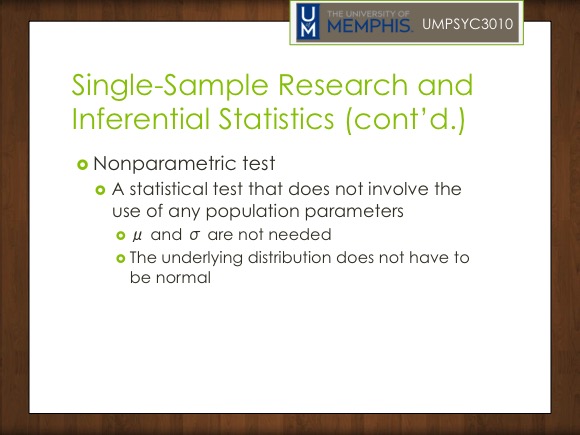 UM
THE UNIVERSITY OF
MEMPHIS.
UMPSYC3010
Single-Sample Research and
Inferential Statistics (cont’d.)
Nonparametric test
A statistical test that does not involve the
use of any population parameters
μ and σ are not needed
The underlying distribution does not have to
be normal